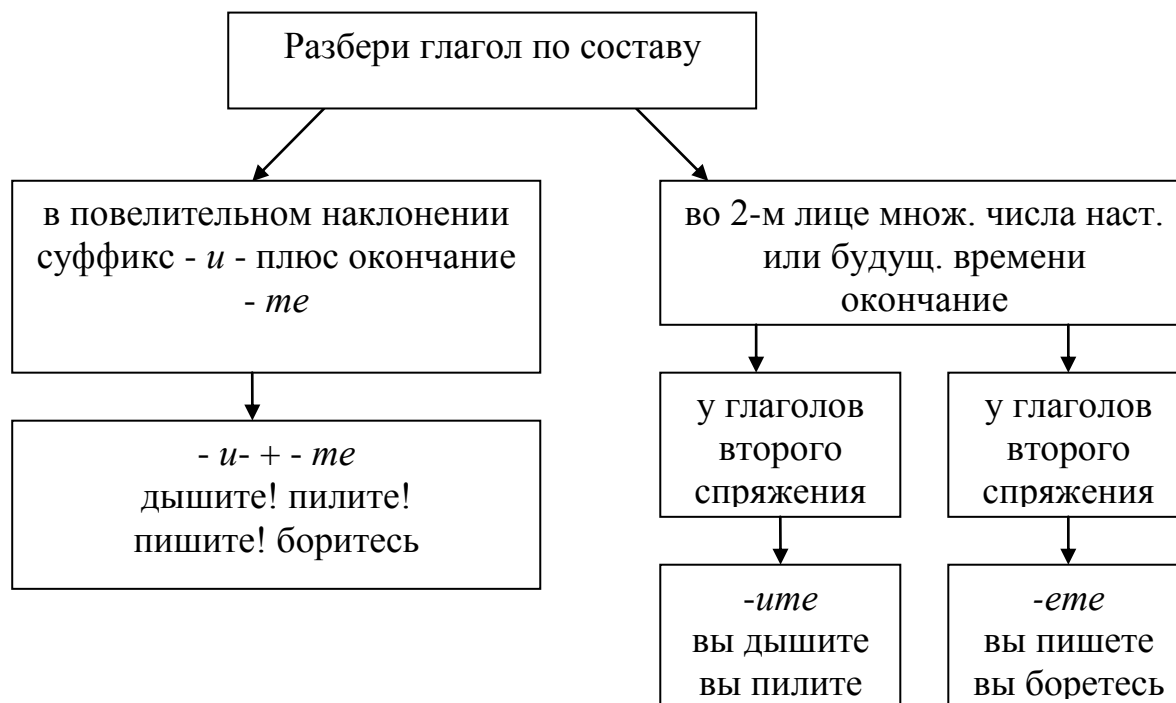 Разбери глагол по составу
в повелительном наклонении
суффикс - и - плюс окончание
- те
во 2-м лице множ. числа наст.
или будущ. времени
окончание
- и- + - те
дышите! пилите!
пишите! боритесь
у глаголов
второго
спряжения
у глаголов
второго
спряжения
-ите
вы дышите
вы пилите
-ете
вы пишете
вы боретесь